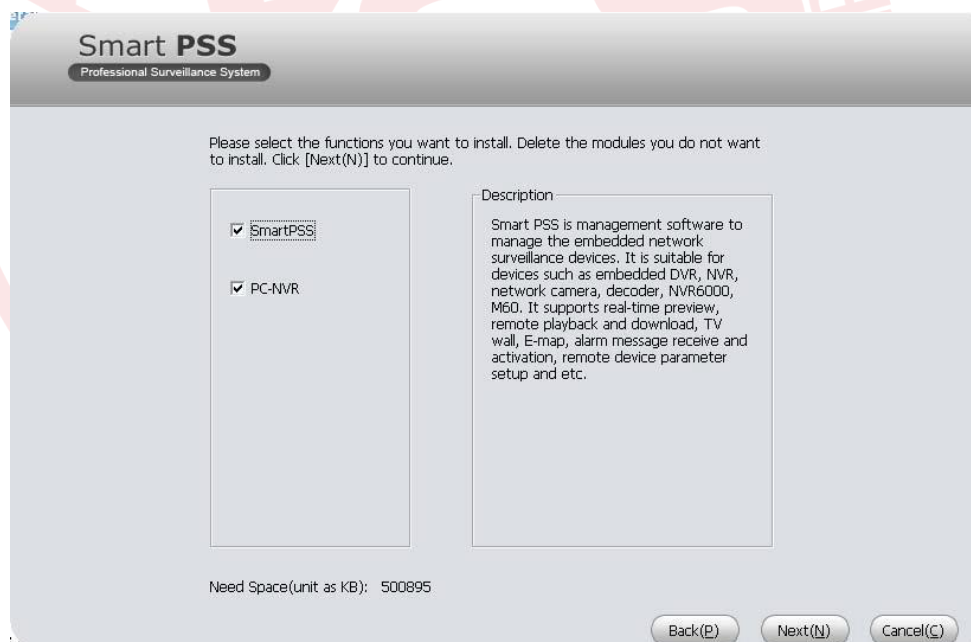 Smart PSS
Professional Surveillance System
Please select the functions you want to install. Delete the modules you do not want
to install. Click [Next(N)] to continue.
SmartPSS
PC-NVR
Description
Smart PSS is management software to
manage the embedded network
surveillance devices. It is suitable for
devices such as embedded DVR, NVR,
network camera, decoder, NVR6000,
M60. It supports real-time preview,
remote playback and download, TV
wall, E-map, alarm message receive and
activation, remote device parameter
setup and etc.
Need Space(unit as KB): 500895
Back(P)
Next(N)
Cancel(C)